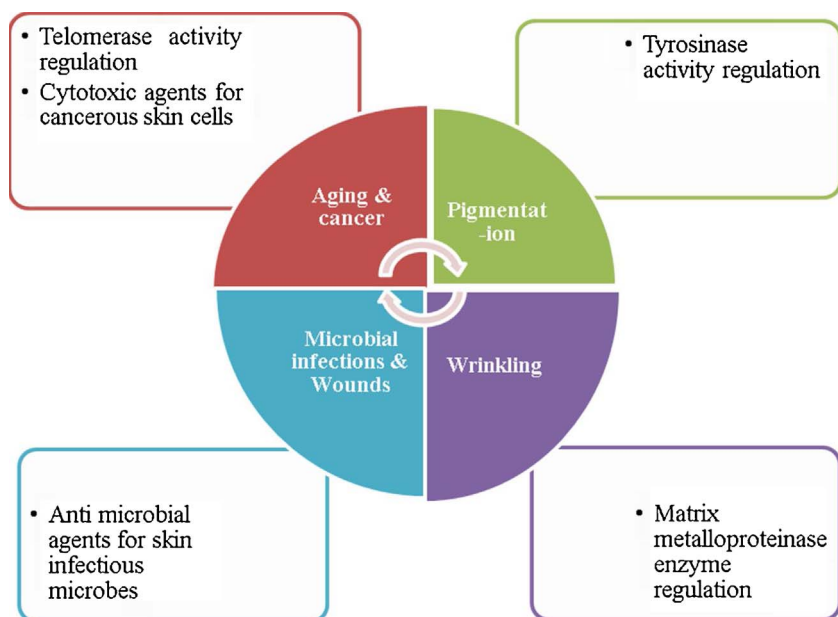 • Telomerase activity
regulation
• Cytotoxic agents for
cancerous skin cells
• Tyrosinase
activity regulation
Aging &
cancer
Pigmentat
-ion
Microbial
infections &
Wounds
Wrinkling
• Anti microbial
agents for skin
infectious
microbes
• Matrix
metalloproteinase
enzyme
regulation